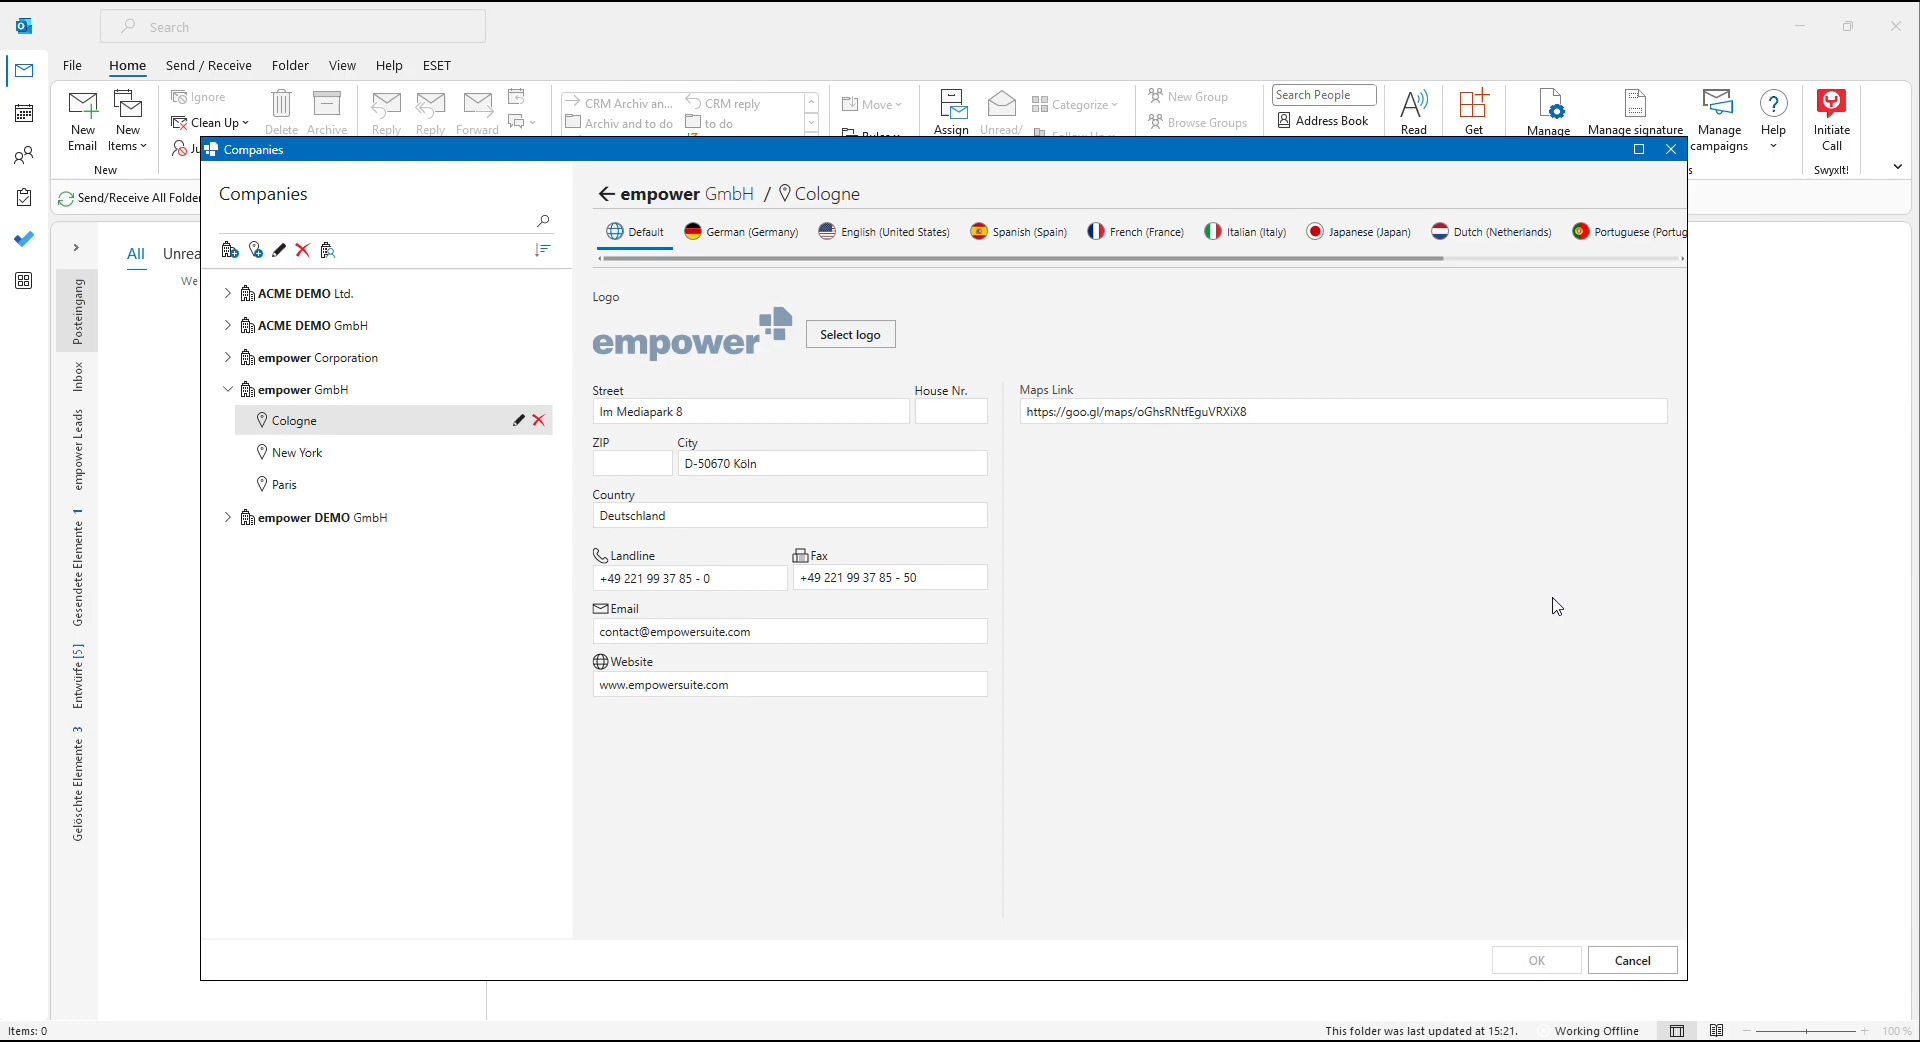 Search
File Home Send / Receive Folder View Help ESET
New Email
New Items
New
Ignore
Clean Up
Delete
Archive
Reply
Reply
Forward
CRM Archiv an... CRM reply
Archiv and to do to do
Move
Assign
Unread/
Categorize
New Group
Browse Groups
Search People
Address Book
Read
Get
Manage
Manage signature
Manage campaigns
Help
Initiate Call
Swyxit!
Send/Receive All Folde
All Unrea
We
Posteingang
Inbox
empower Leads
Gesendete Elemente 1
Entwürfe [5]
Gelöschte Elemente 3
Companies
Companies
ACME DEMO Ltd.
ACME DEMO GmbH
empower Corporation
empower GmbH
Cologne
New York
Paris
empower DEMO GmbH
empower GmbH / Cologne
Default German (Germany) English (United States) Spanish (Spain) French (France) Italian (Italy) Japanese (Japan) Dutch (Netherlands) Portuguese (Portug
Logo
empower
Select logo
Street House Nr.
Im Mediapark 8
ZIP City
D-50670 Köln
Country
Deutschland
Landline Fax
+49 221 99 37 85 - 0 +49 221 99 37 85 - 50
Email
contact@empowersuite.com
Website
www.empowersuite.com
Maps Link
https://goo.gl/maps/oGhsRNtfEguVRXiX8
OK Cancel
Items: 0
This folder was last updated at 15:21. Working Offline 100 %